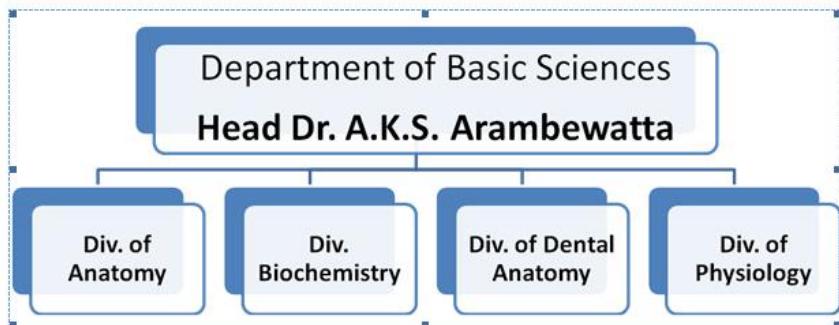 Department of Basic Sciences
Head Dr. A.K.S. Arambewatta
Div. of
Anatomy
Div.
Biochemistry
Div. of Dental
Anatomy
Div. of
Physiology